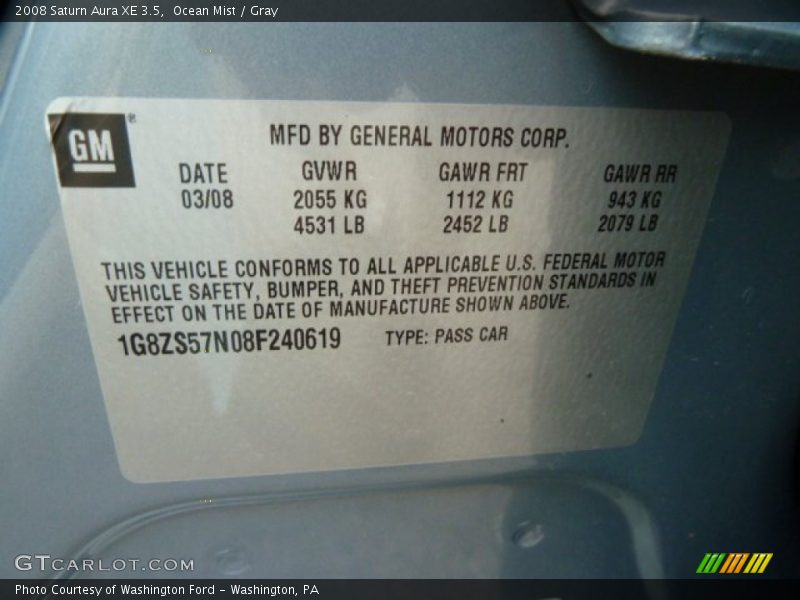 2008 Saturn Aura XE 3.5,  Ocean Mist / Gray
GM®
MFD BY GENERAL MOTORS CORP.
DATE GVWR GAWR FRT GAWR RR
03/08 2055 KG 1112 KG 943 KG
4531 LB 2452 LB 2079 LB
THIS VEHICLE CONFORMS TO ALL APPLICABLE U.S. FEDERAL MOTOR
VEHICLE SAFETY, BUMPER, AND THEFT PREVENTION STANDARDS IN
EFFECT ON THE DATE OF MANUFACTURE SHOWN ABOVE.
1G8ZS57N08F240619 TYPE: PASS CAR
GTCARLOT.COM
Photo Courtesy of Washington Ford - Washington, PA